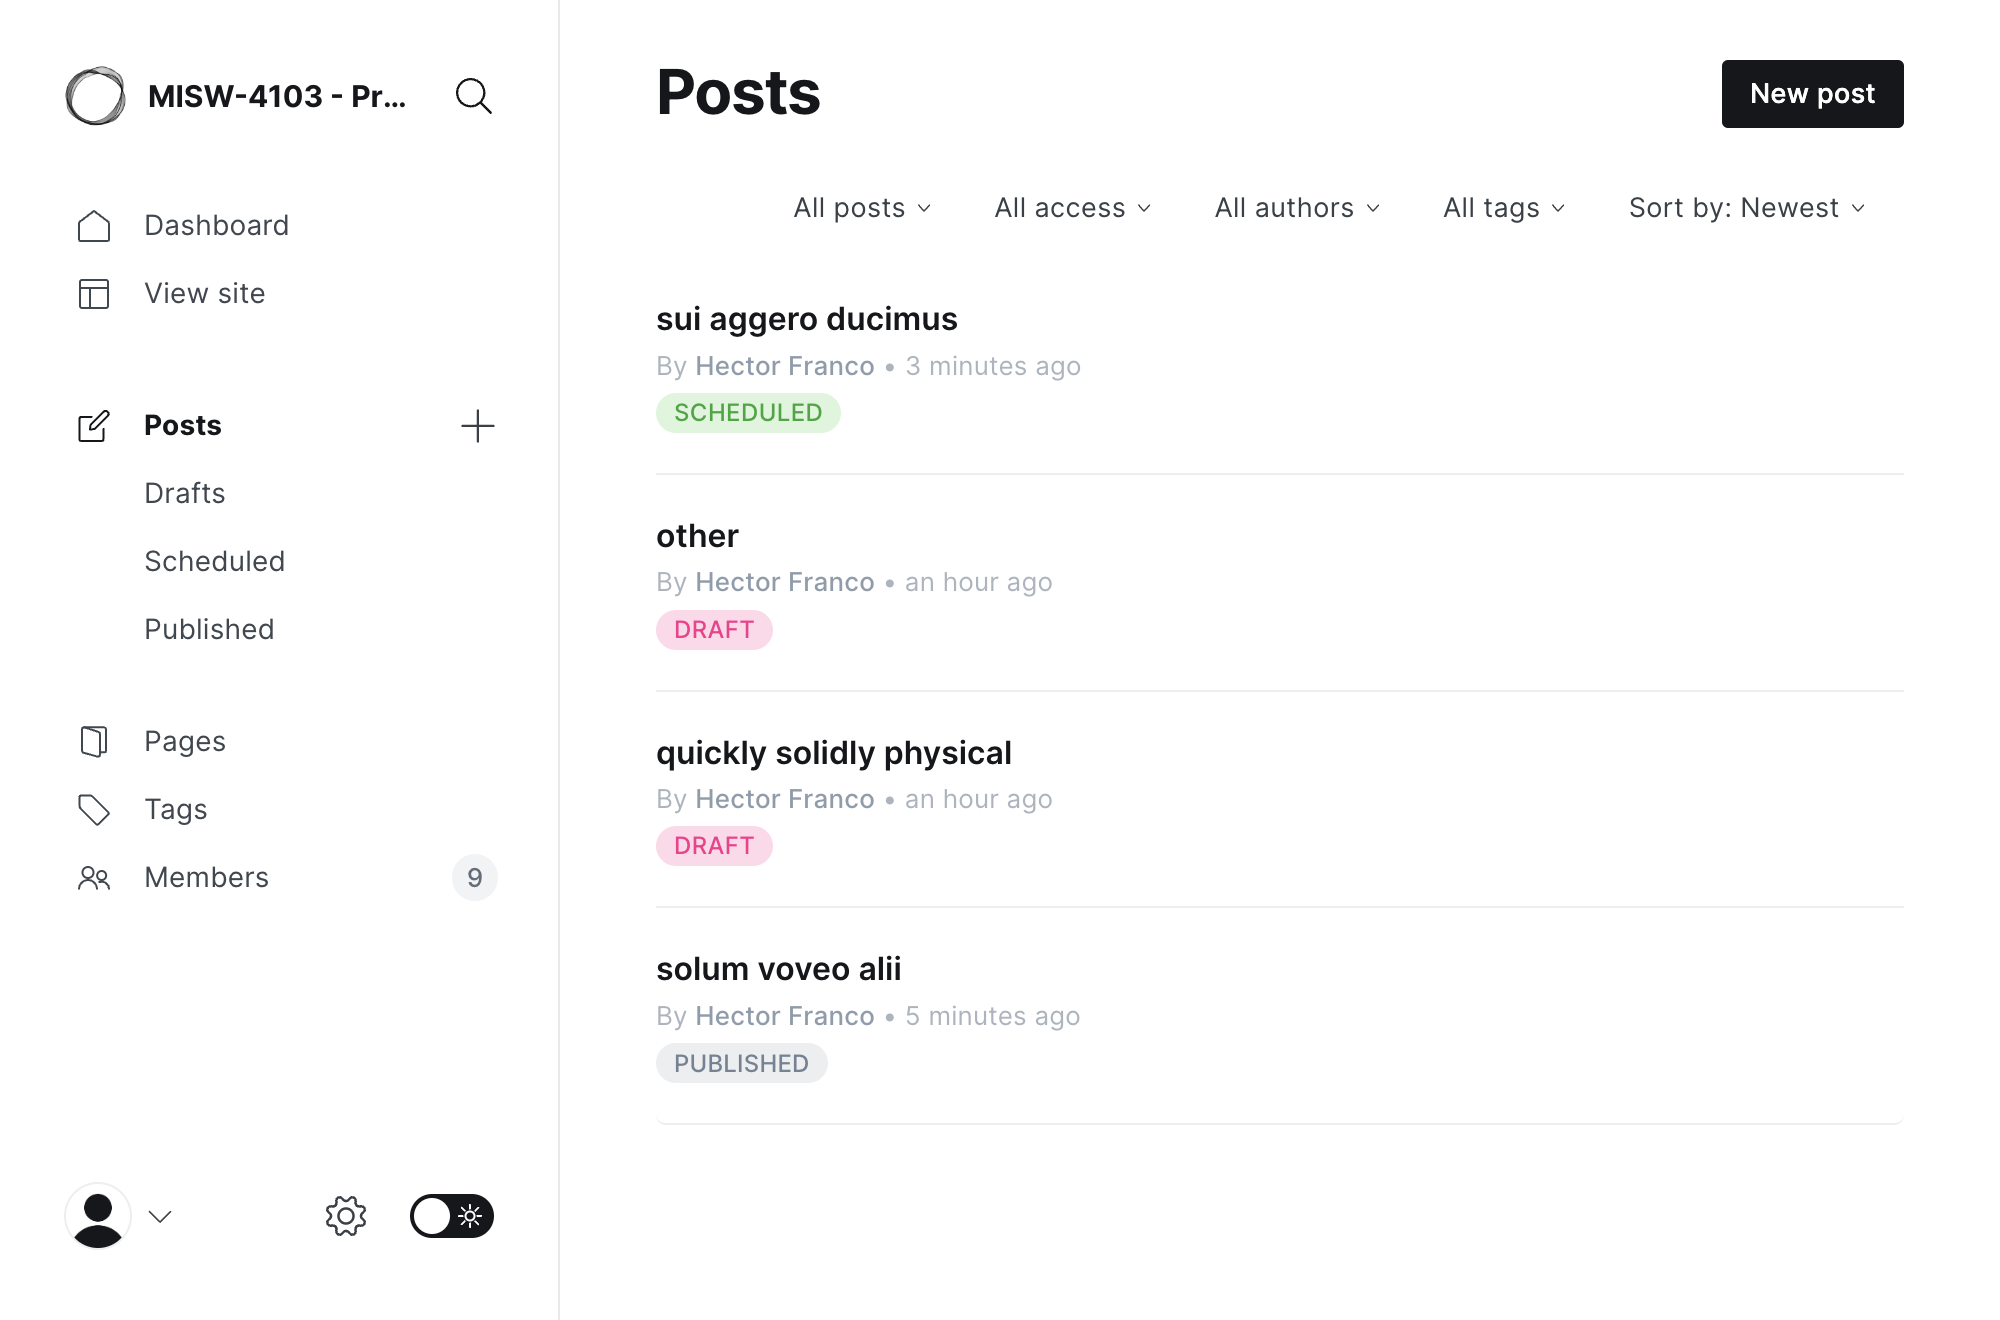 MISW-4103 - Pr...
Dashboard
View site
Posts
Drafts
Scheduled
Published
Pages
Tags
Members 9
Posts
New post
All posts All access All authors All tags Sort by: Newest
sui aggero ducimus
By Hector Franco • 3 minutes ago
SCHEDULED
other
By Hector Franco • an hour ago
DRAFT
quickly solidly physical
By Hector Franco • an hour ago
DRAFT
solum voveo alii
By Hector Franco • 5 minutes ago
PUBLISHED